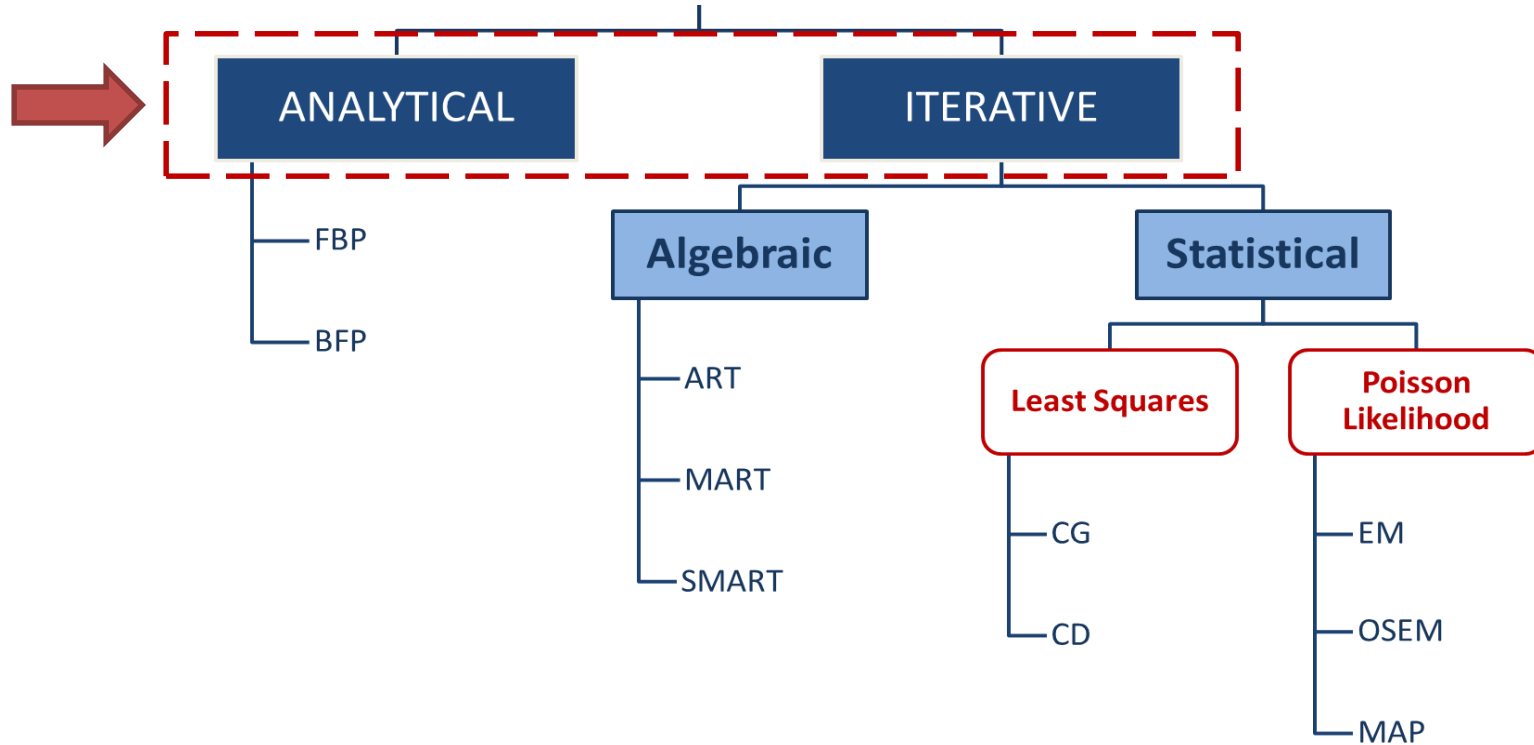 ANALYTICAL
ITERATIVE
FBP
BFP
Algebraic
ART
MART
SMART
Statistical
Least Squares
CG
CD
Poisson
Likelihood
EM
OSEM
MAP